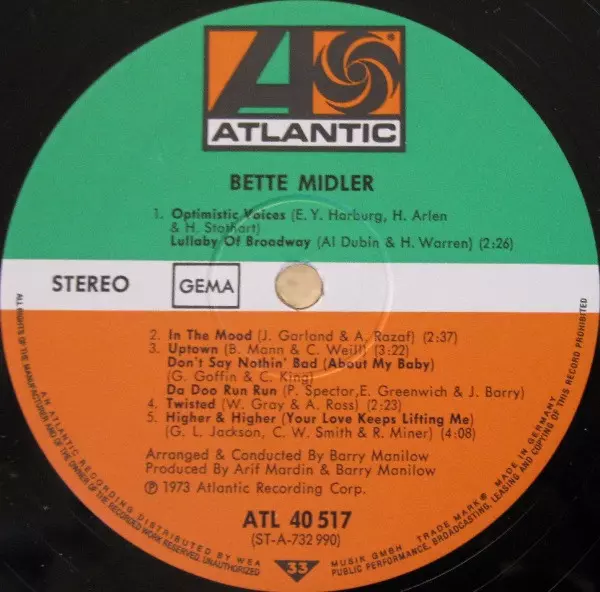 ATLANTIC
BETTE MIDLER
1. Optimistic Voices (E. Y. Harburg, H. Arlen
& H. Stothart)
Lullaby Of Broadway (Al Dubin & H. Warren) (2:26)
STEREO
GEMA
2. In The Mood (J. Garland & A. Razaf) (2:37)
3. Uptown (B. Mann & C. Weill) (3:22)
Don't Say Nothin' Bad (About My Baby)
(G. Goffin & C. King)
Da Doo Run Run (P. Spector, E. Greenwich & J. Barry)
4. Twisted (W. Gray & A. Ross) (2:23)
5. Higher & Higher (Your Love Keeps Lifting Me)
(G. L. Jackson, C. W. Smith & R. Miner) (4:08)
Arranged & Conducted By Barry Manilow
Produced By Arif Mardin & Barry Manilow
Ⓟ 1973 Atlantic Recording Corp.
ATL 40 517
(ST-A-732 990)
33
AN ATLANTIC RECORDING DISTRIBUTED BY WEA MUSIK GMBH TRADE MARK® MADE IN GERMANY
ALL RIGHTS OF THE MANUFACTURER AND OF THE OWNER OF THE RECORDED WORK RESERVED. UNAUTHORIZED PUBLIC PERFORMANCE, BROADCASTING, LEASING AND COPYING OF THIS RECORD PROHIBITED